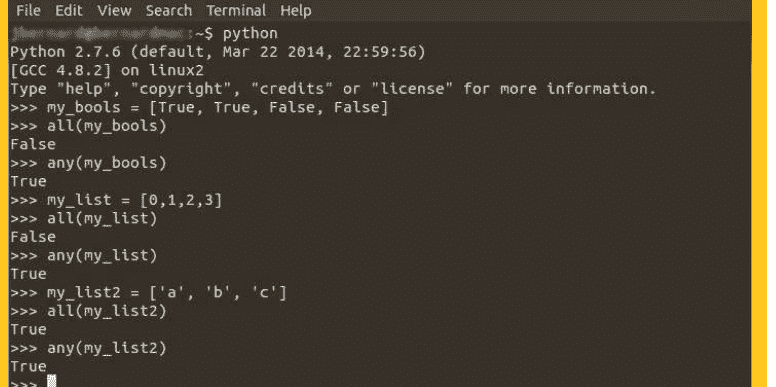 File Edit View Search Terminal Help
:~$ python
Python 2.7.6 (default, Mar 22 2014, 22:59:56)
[GCC 4.8.2] on linux2
Type "help", "copyright", "credits" or "license" for more information.
>>> my_bools = [True, True, False, False]
>>> all(my_bools)
False
>>> any(my_bools)
True
>>> my_list = [0,1,2,3]
>>> all(my_list)
False
>>> any(my_list)
True
>>> my_list2 = ['a', 'b', 'c']
>>> all(my_list2)
True
>>> any(my_list2)
True
>>>